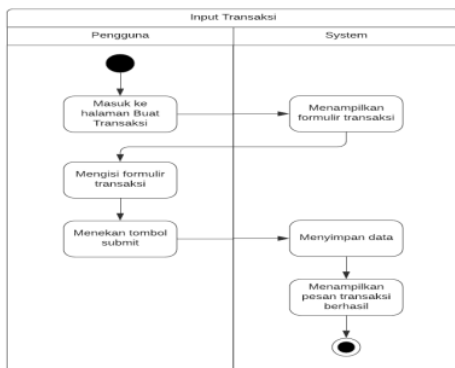 Input Transaksi
Pengguna
System
Masuk ke
halaman Buat
Transaksi
Menampilkan
formulir transaksi
Mengisi formulir
transaksi
Menekan tombol
submit
Menyimpan data
Menampilkan
pesan transaksi
berhasil